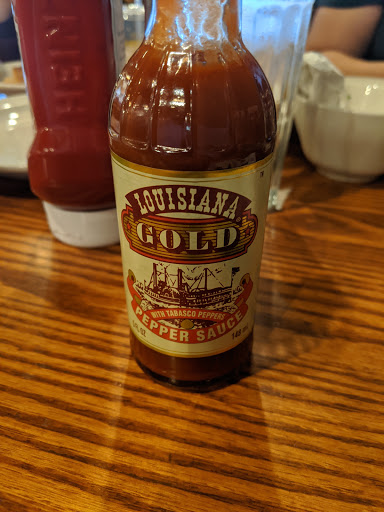 LOUISIANA
GOLD
WITH TABASCO PEPPERS
PEPPER SAUCE